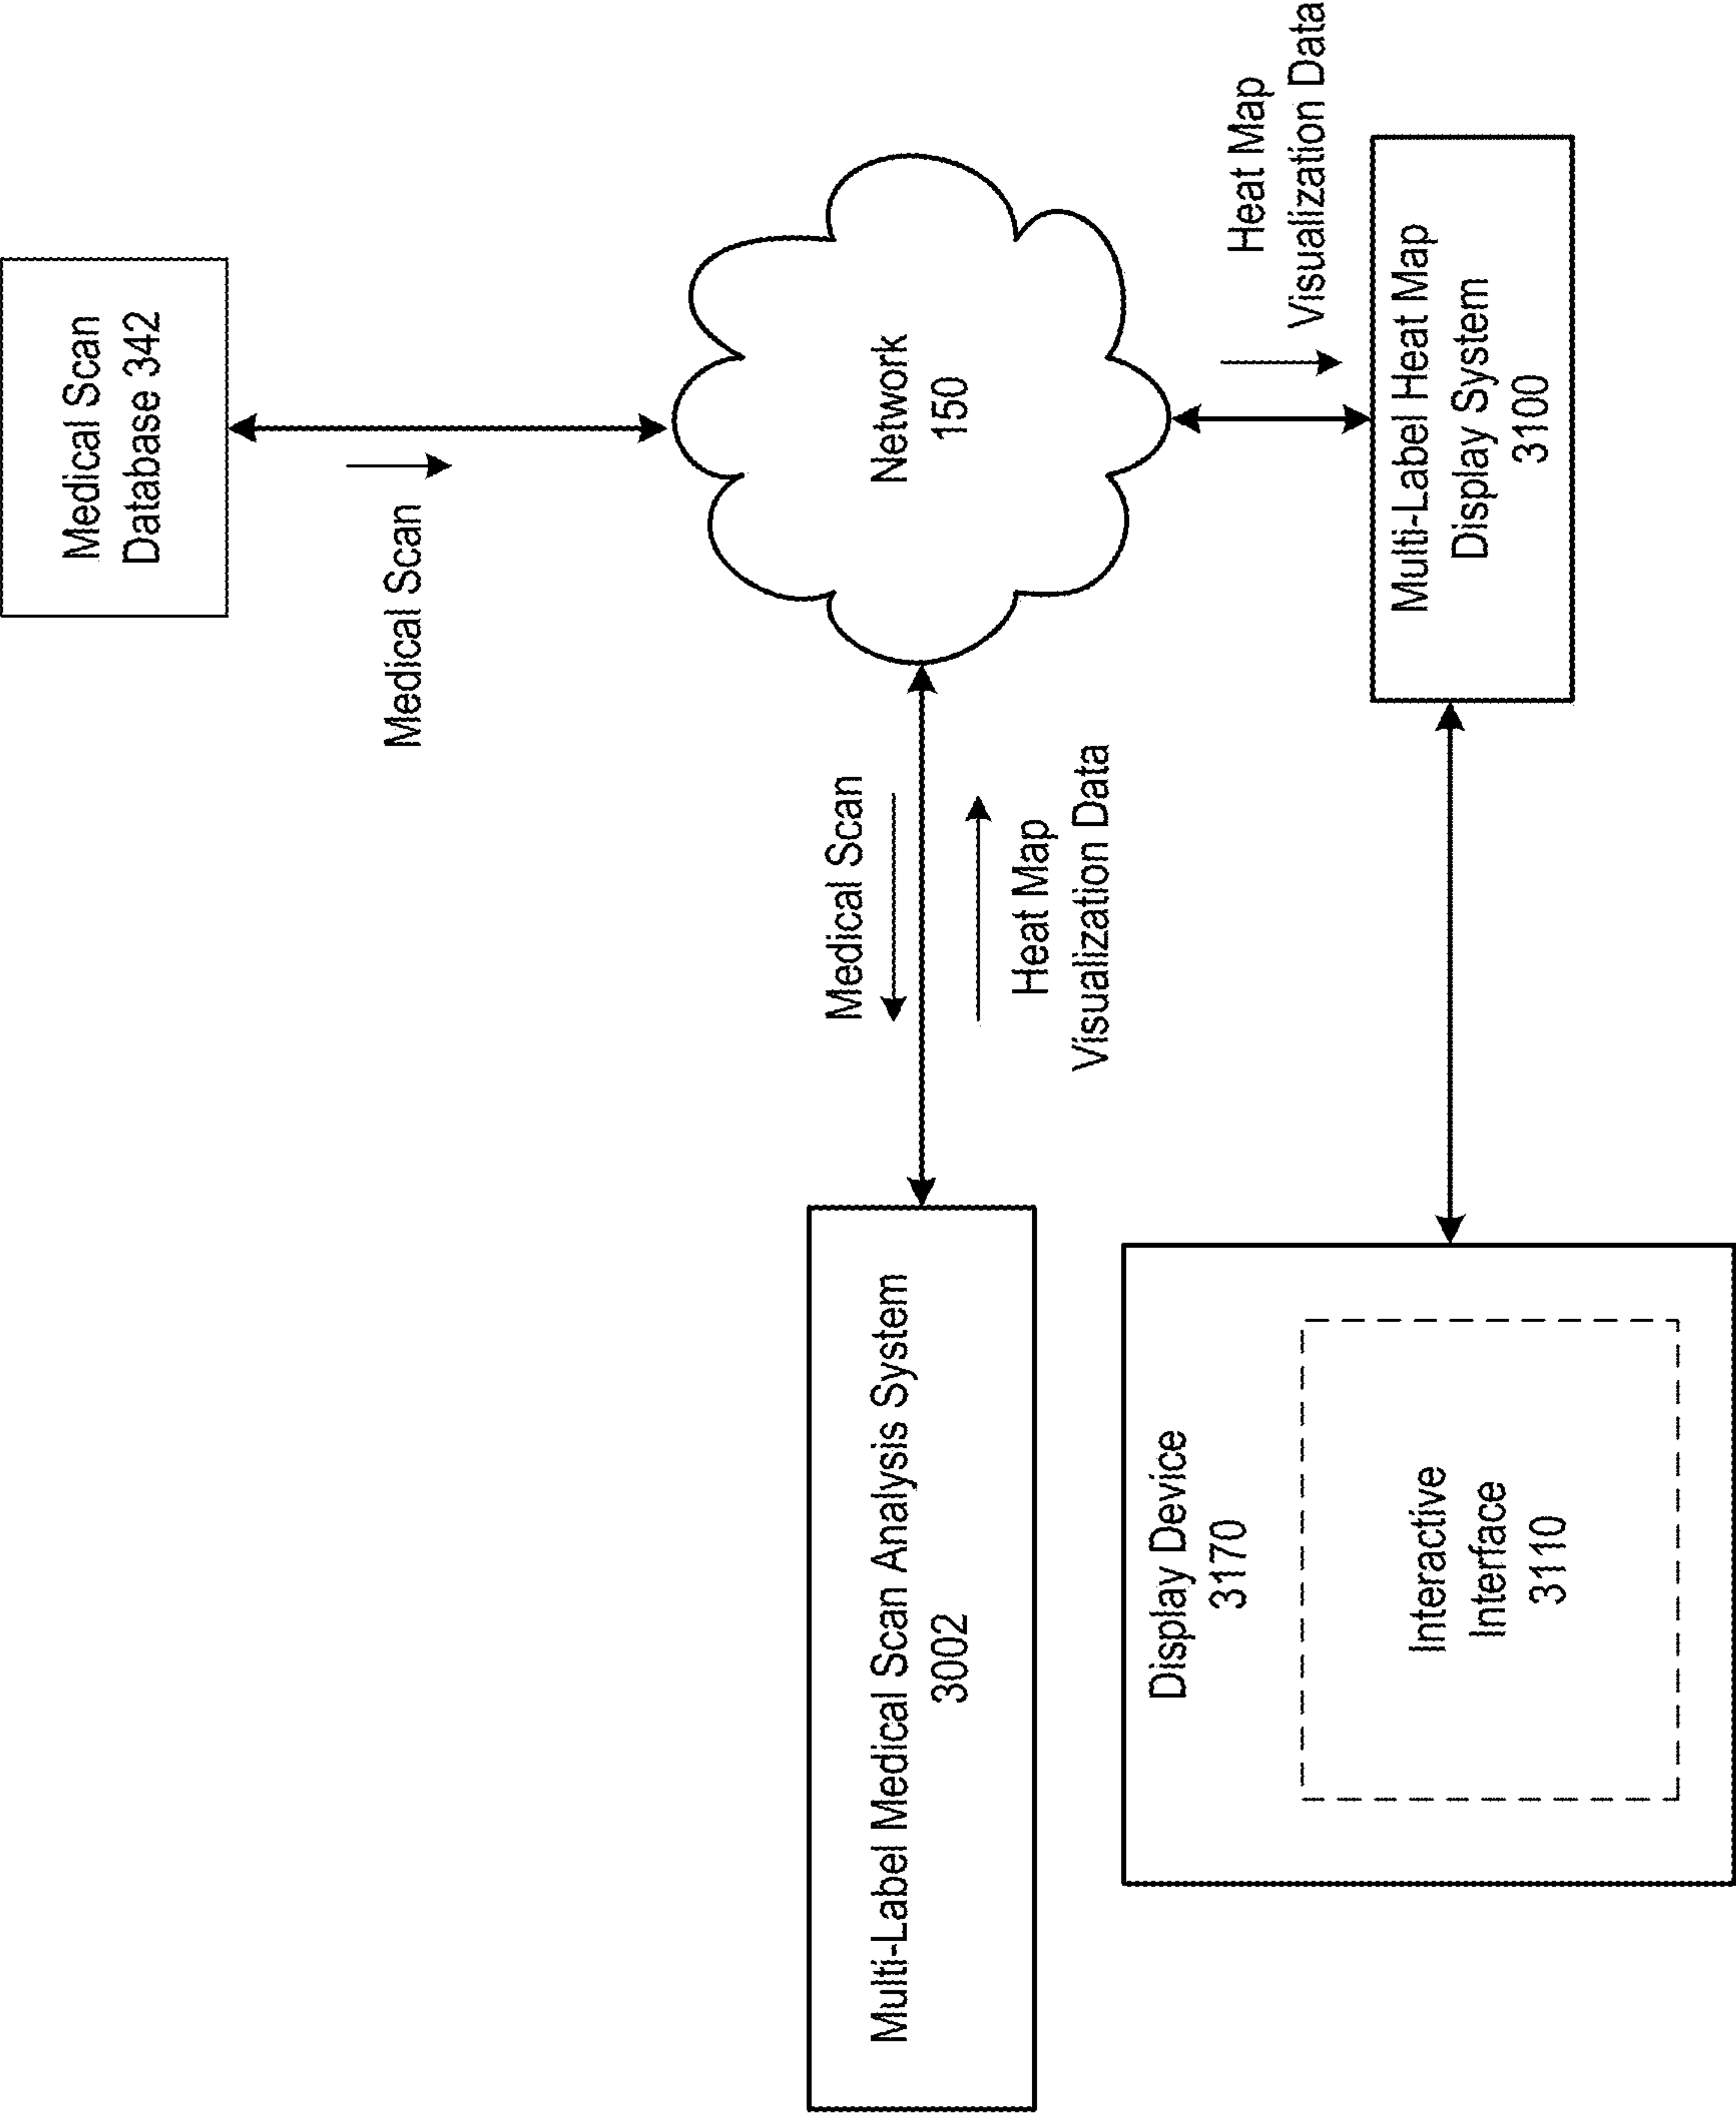 Multi-Label Medical Scan Analysis System
3002
Medical Scan
Heat Map
Visualization Data
Network
150
Medical Scan
Database 342
Medical Scan
Display Device
3170
Interactive
Interface
3110
Multi-Label Heat Map
Display System
3100
Heat Map
Visualization Data